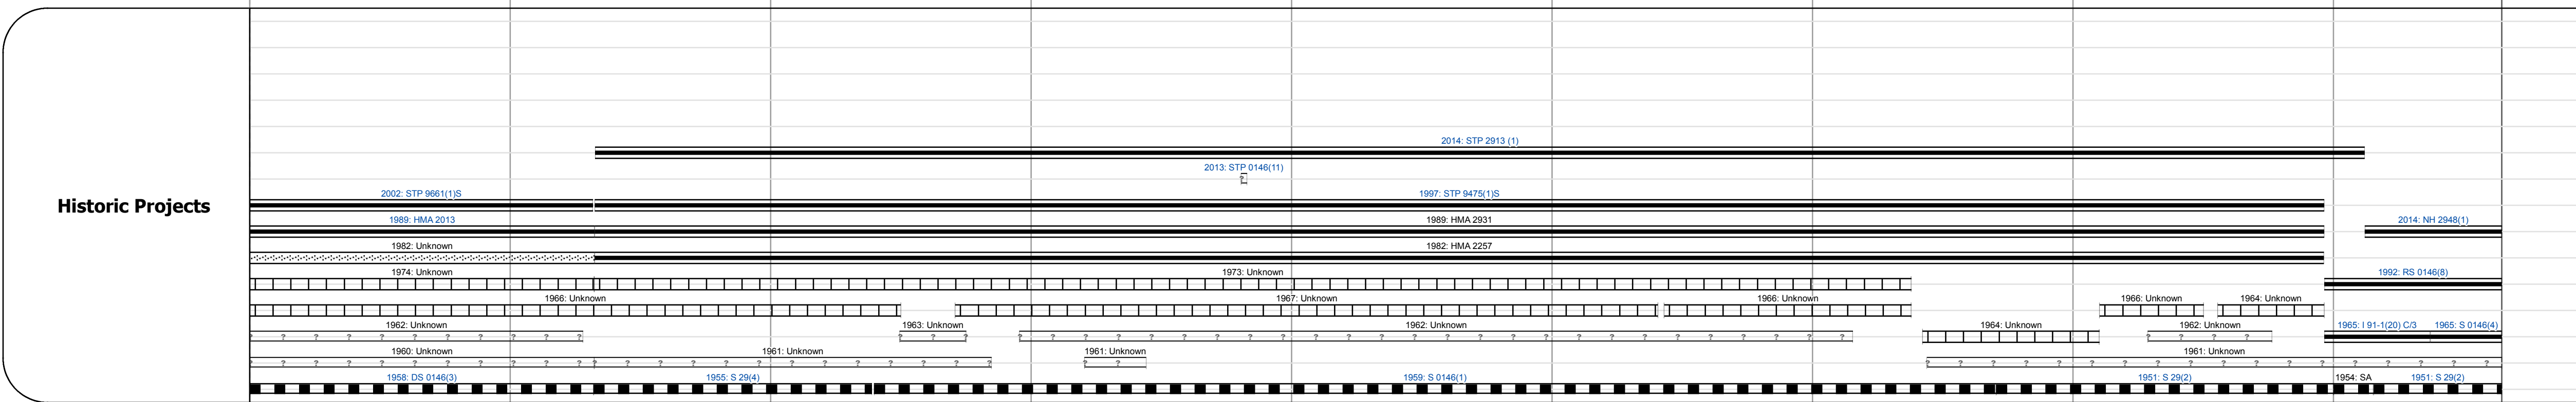 2014: STP 2913 (1)
2013: STP 0146(11)
?
Historic Projects
2002: STP 9661(1)S 1997: STP 9475(1)S
1989: HMA 2013 1989: HMA 2931 2014: NH 2948(1)
1982: Unknown 1982: HMA 2257
1974: Unknown 1973: Unknown 1992: RS 0146(8)
1966: Unknown 1967: Unknown 1966: Unknown 1966: Unknown 1964: Unknown
1962: Unknown 1963: Unknown 1962: Unknown 1964: Unknown 1962: Unknown 1965: I 91-1(20) C/3 1965: S 0146(4)
1960: Unknown 1961: Unknown 1961: Unknown 1961: Unknown
1958: DS 0146(3) 1955: S 29(4) 1959: S 0146(1) 1951: S 29(2) 1954: SA 1951: S 29(2)